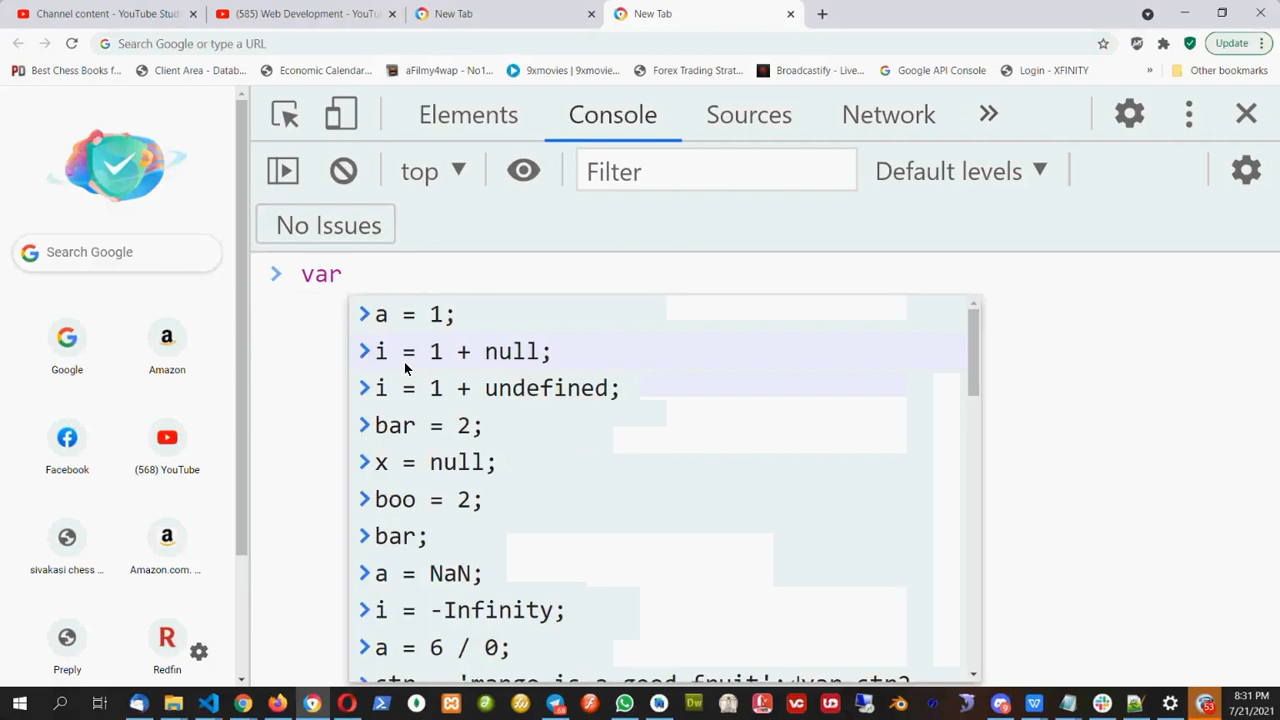 Channel content - YouTube Stud
(585) Web Development - YouTu
New Tab
New Tab
Search Google or type a URL
Update
Best Chess Books f...
Client Area - Datab...
Economic Calendar...
aFilmy4wap - No1...
9xmovies | 9xmovie...
Forex Trading Strat...
Broadcastify - Live...
Google API Console
Login - XFINITY
»
Other bookmarks
Elements
Console
Sources
Network
top
Filter
Default levels
No Issues
> var
a = 1;
i = 1 + null;
i = 1 + undefined;
bar = 2;
x = null;
boo = 2;
bar;
a = NaN;
i = -Infinity;
a = 6 / 0;
Search Google
Google
Amazon
Facebook
(568) YouTube
sivakasi chess ...
Amazon.com. ...
Preply
Redfin
8:31 PM
7/21/2021